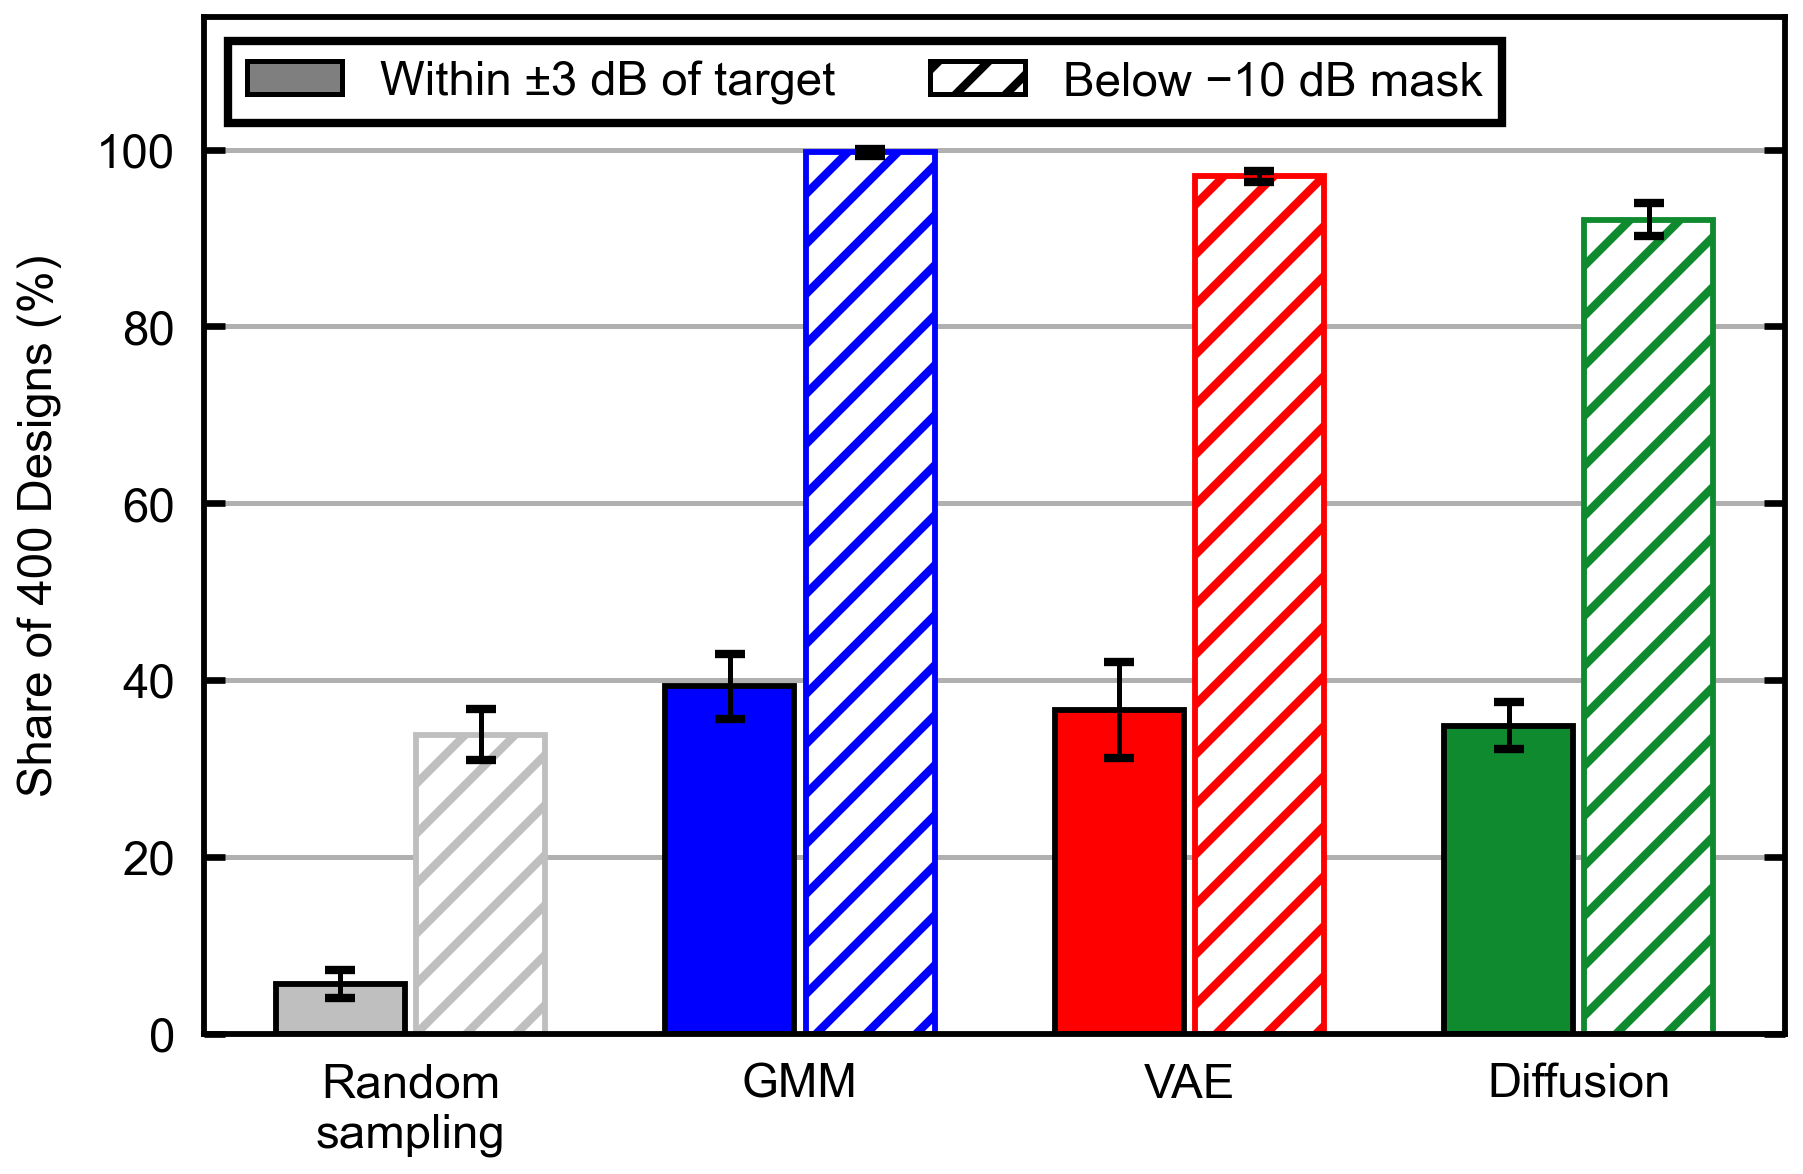 Within ±3 dB of target
Below −10 dB mask
Share of 400 Designs (%)
100
80
60
40
20
0
Random
sampling
GMM
VAE
Diffusion